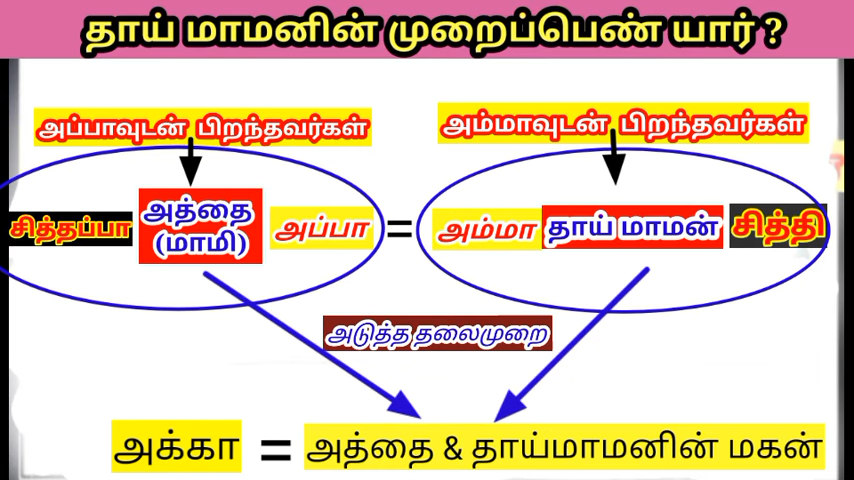 தாய் மாமனின் முறைப்பெண் யார் ?
அப்பாவுடன் பிறந்தவர்கள்
அம்மாவுடன் பிறந்தவர்கள்
சித்தப்பா அத்தை (மாமி) அப்பா = அம்மா தாய் மாமன் சித்தி
அடுத்த தலைமுறை
அக்கா = அத்தை & தாய்மாமனின் மகன்